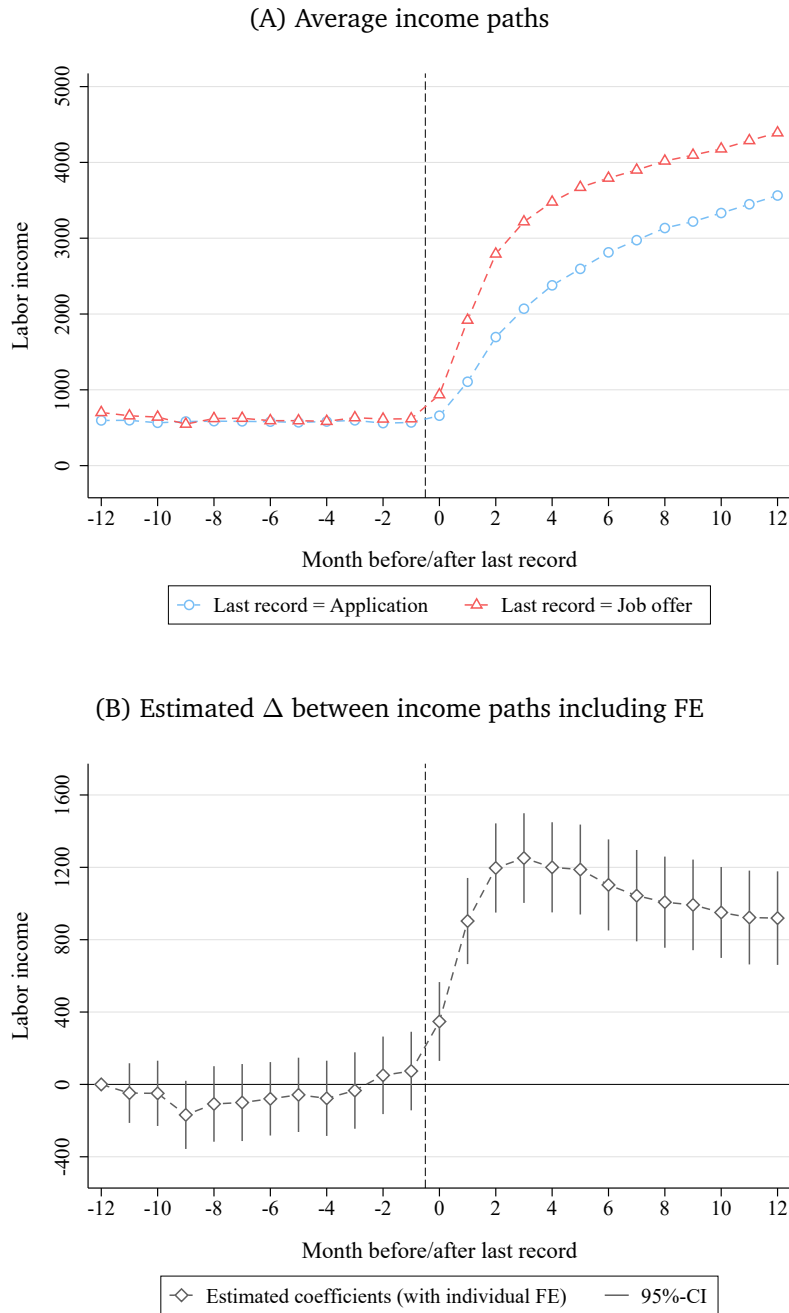 (A) Average income paths
5000
4000
3000
2000
1000
0
Labor income
-12 -10 -8 -6 -4 -2 0 2 4 6 8 10 12
Month before/after last record
Last record = Application Last record = Job offer
(B) Estimated Δ between income paths including FE
1600
1200
800
400
0
-400
Labor income
-12 -10 -8 -6 -4 -2 0 2 4 6 8 10 12
Month before/after last record
Estimated coefficients (with individual FE) 95%-CI